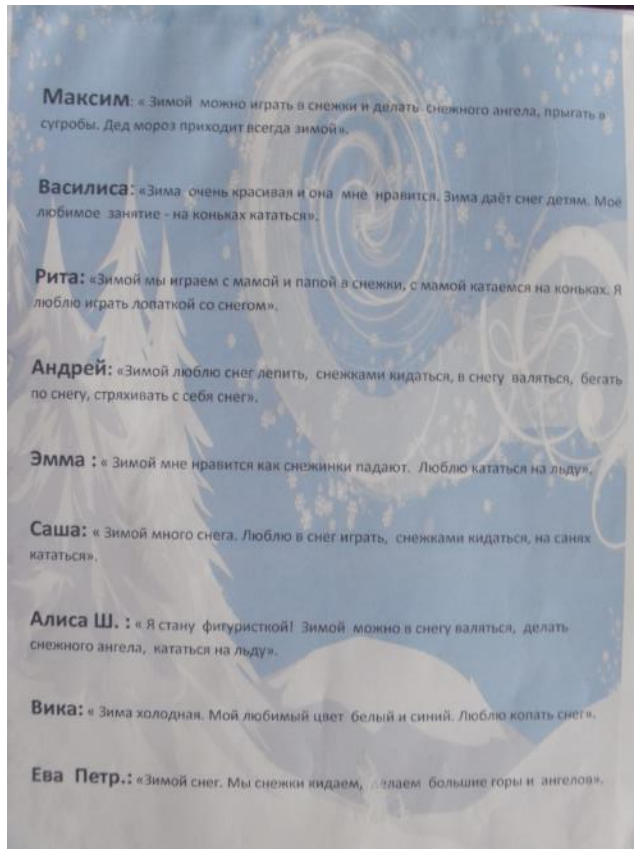 Максим: « Зимой можно играть в снежки и делать снежного ангела, прыгать в
сугробы. Дед мороз приходит всегда зимой».
Василиса: «Зима очень красивая и она мне нравится. Зима даёт снег детям. Моё
любимое занятие - на коньках кататься».
Рита: «Зимой мы играем с мамой и папой в снежки, с мамой катаемся на коньках. Я
люблю играть лопаткой со снегом».
Андрей: «Зимой люблю снег лепить, снежками кидаться, в снегу валяться, бегать
по снегу, стряхивать с себя снег».
Эмма : « Зимой мне нравится как снежинки падают. Люблю кататься на льду».
Саша: « Зимой много снега. Люблю в снег играть, снежками кидаться, на санях
кататься».
Алиса Ш. : « Я стану фигуристкой! Зимой можно в снегу валяться, делать
снежного ангела, кататься на льду».
Вика: « Зима холодная. Мой любимый цвет белый и синий. Люблю копать снег».
Ева Петр.: «Зимой снег. Мы снежки кидаем, делаем большие горы и ангелов».